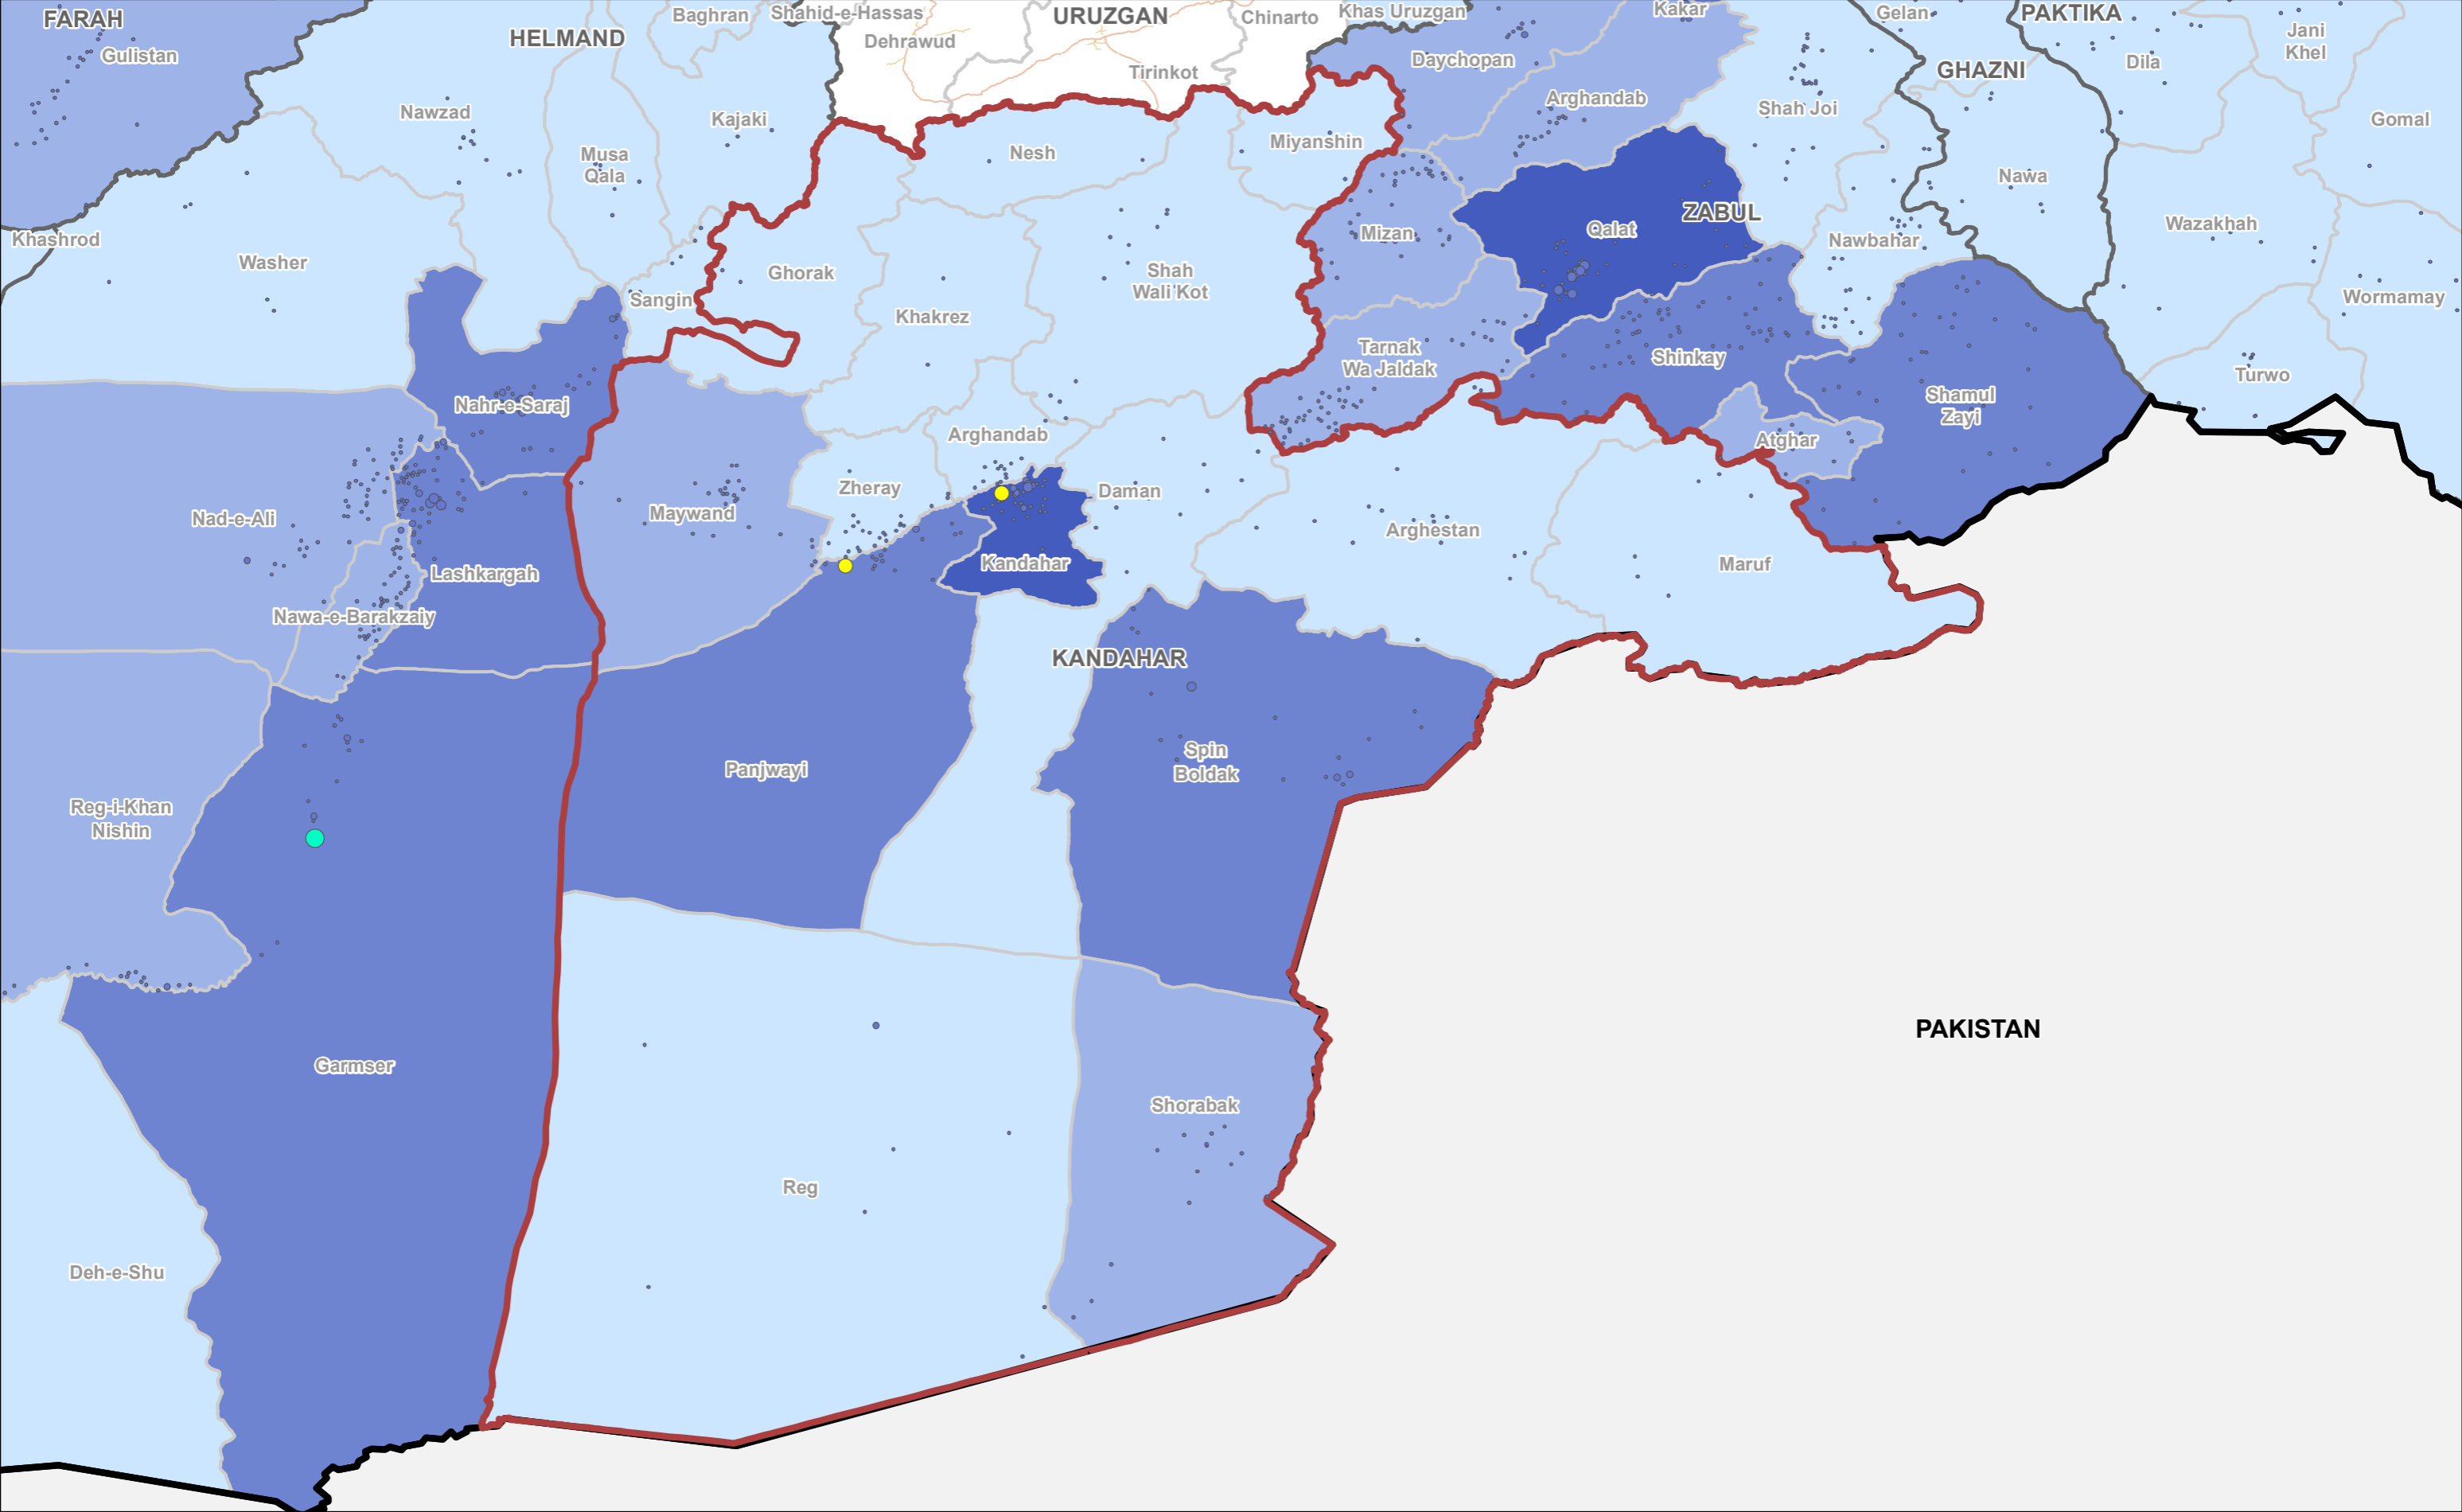 FARAH
Gulistan
HELMAND
Baghran
Shahid-e-Hassas
Dehrawud
URUZGAN
Tirinkot
Chinarto
Khas Uruzgan
Daychopan
Kakar
Arghandab
Gelan
PAKTIKA
GHAZNI
Dila
Jani
Khel
Nawzad
Musa
Qala
Kajaki
Nesh
Miyanshin
Shah Joi
Gomal
Nawa
Khashrod
Washer
Sangin
Ghorak
Khakrez
Shah
Wali Kot
Mizan
Qalat
ZABUL
Nawbahar
Wazakhah
Wormamay
Tarnak
Wa Jaldak
Shinkay
Shamul
Zayi
Turwo
Nahr-e-Saraj
Arghandab
Atghar
Nad-e-Ali
Maywand
Zheray
Daman
Arghestan
Lashkargah
Kandahar
Maruf
Nawa-e-Barakzaiy
KANDAHAR
Panjwayi
Spin
Boldak
Reg-i-Khan
Nishin
PAKISTAN
Garmser
Shorabak
Reg
Deh-e-Shu